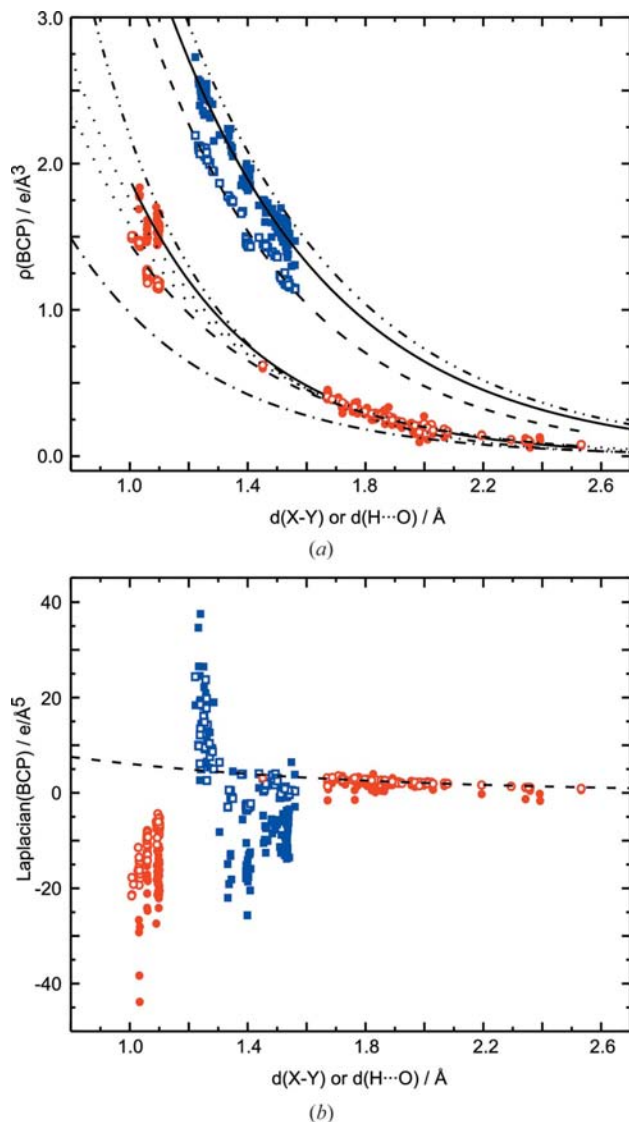 3.0
2.0
1.0
0.0
ρ(BCP) / e/Å³
1.0 1.4 1.8 2.2 2.6
d(X-Y) or d(H···O) / Å
(a)
40
20
0
-20
-40
Laplacian(BCP) / e/Å⁵
1.0 1.4 1.8 2.2 2.6
d(X-Y) or d(H···O) / Å
(b)